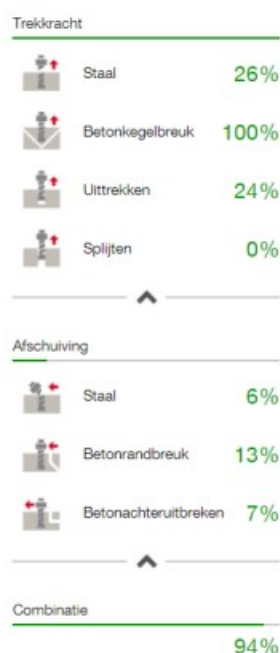 Trekkracht
Staal 26%
Betonkegelbreuk 100%
Uittrekken 24%
Splijten 0%
Afschuiving
Staal 6%
Betonrandbreuk 13%
Betonachteruitbreken 7%
Combinatie
94%